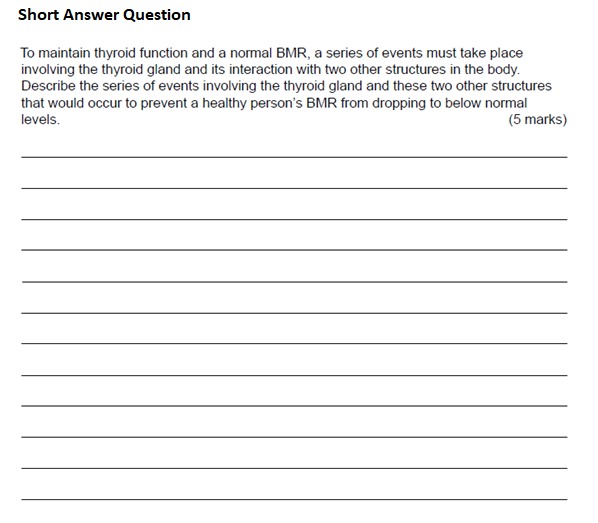 Short Answer Question
To maintain thyroid function and a normal BMR, a series of events must take place
involving the thyroid gland and its interaction with two other structures in the body.
Describe the series of events involving the thyroid gland and these two other structures
that would occur to prevent a healthy person's BMR from dropping to below normal
levels. (5 marks)